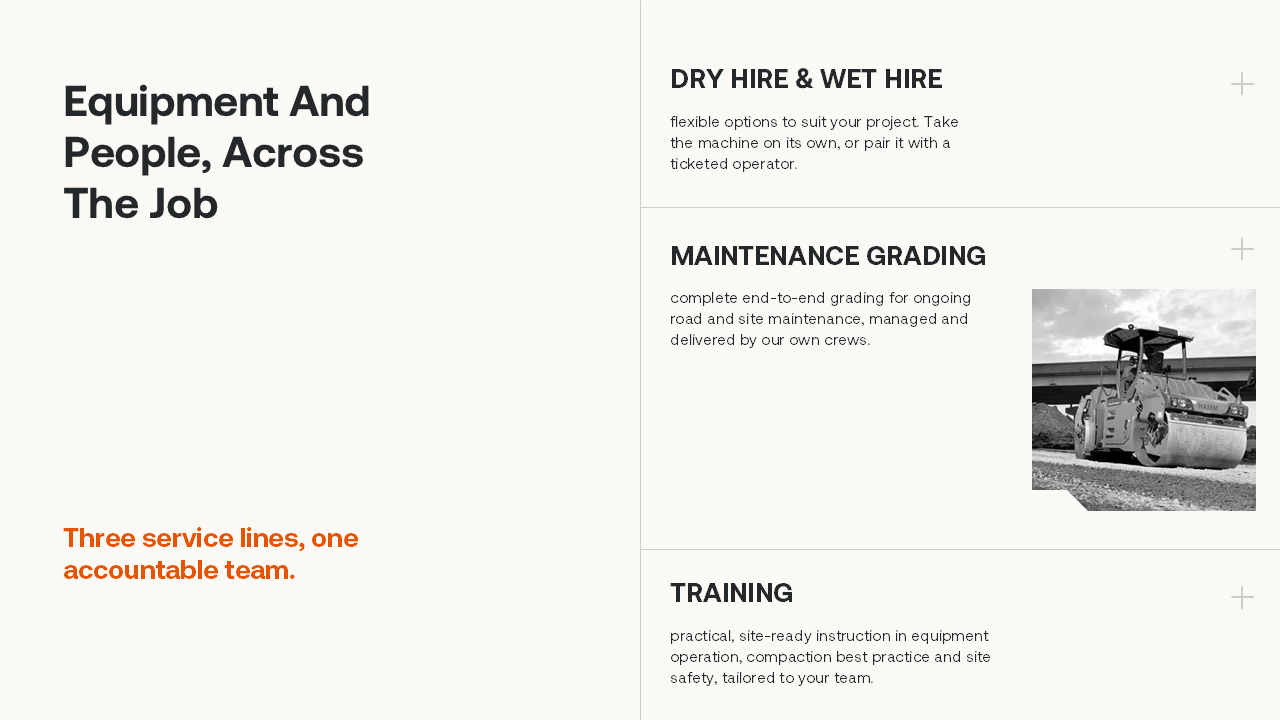 Equipment And
People, Across
The Job
Three service lines, one
accountable team.
DRY HIRE & WET HIRE
flexible options to suit your project. Take
the machine on its own, or pair it with a
ticketed operator.
MAINTENANCE GRADING
complete end-to-end grading for ongoing
road and site maintenance, managed and
delivered by our own crews.
HAMM
TRAINING
practical, site-ready instruction in equipment
operation, compaction best practice and site
safety, tailored to your team.